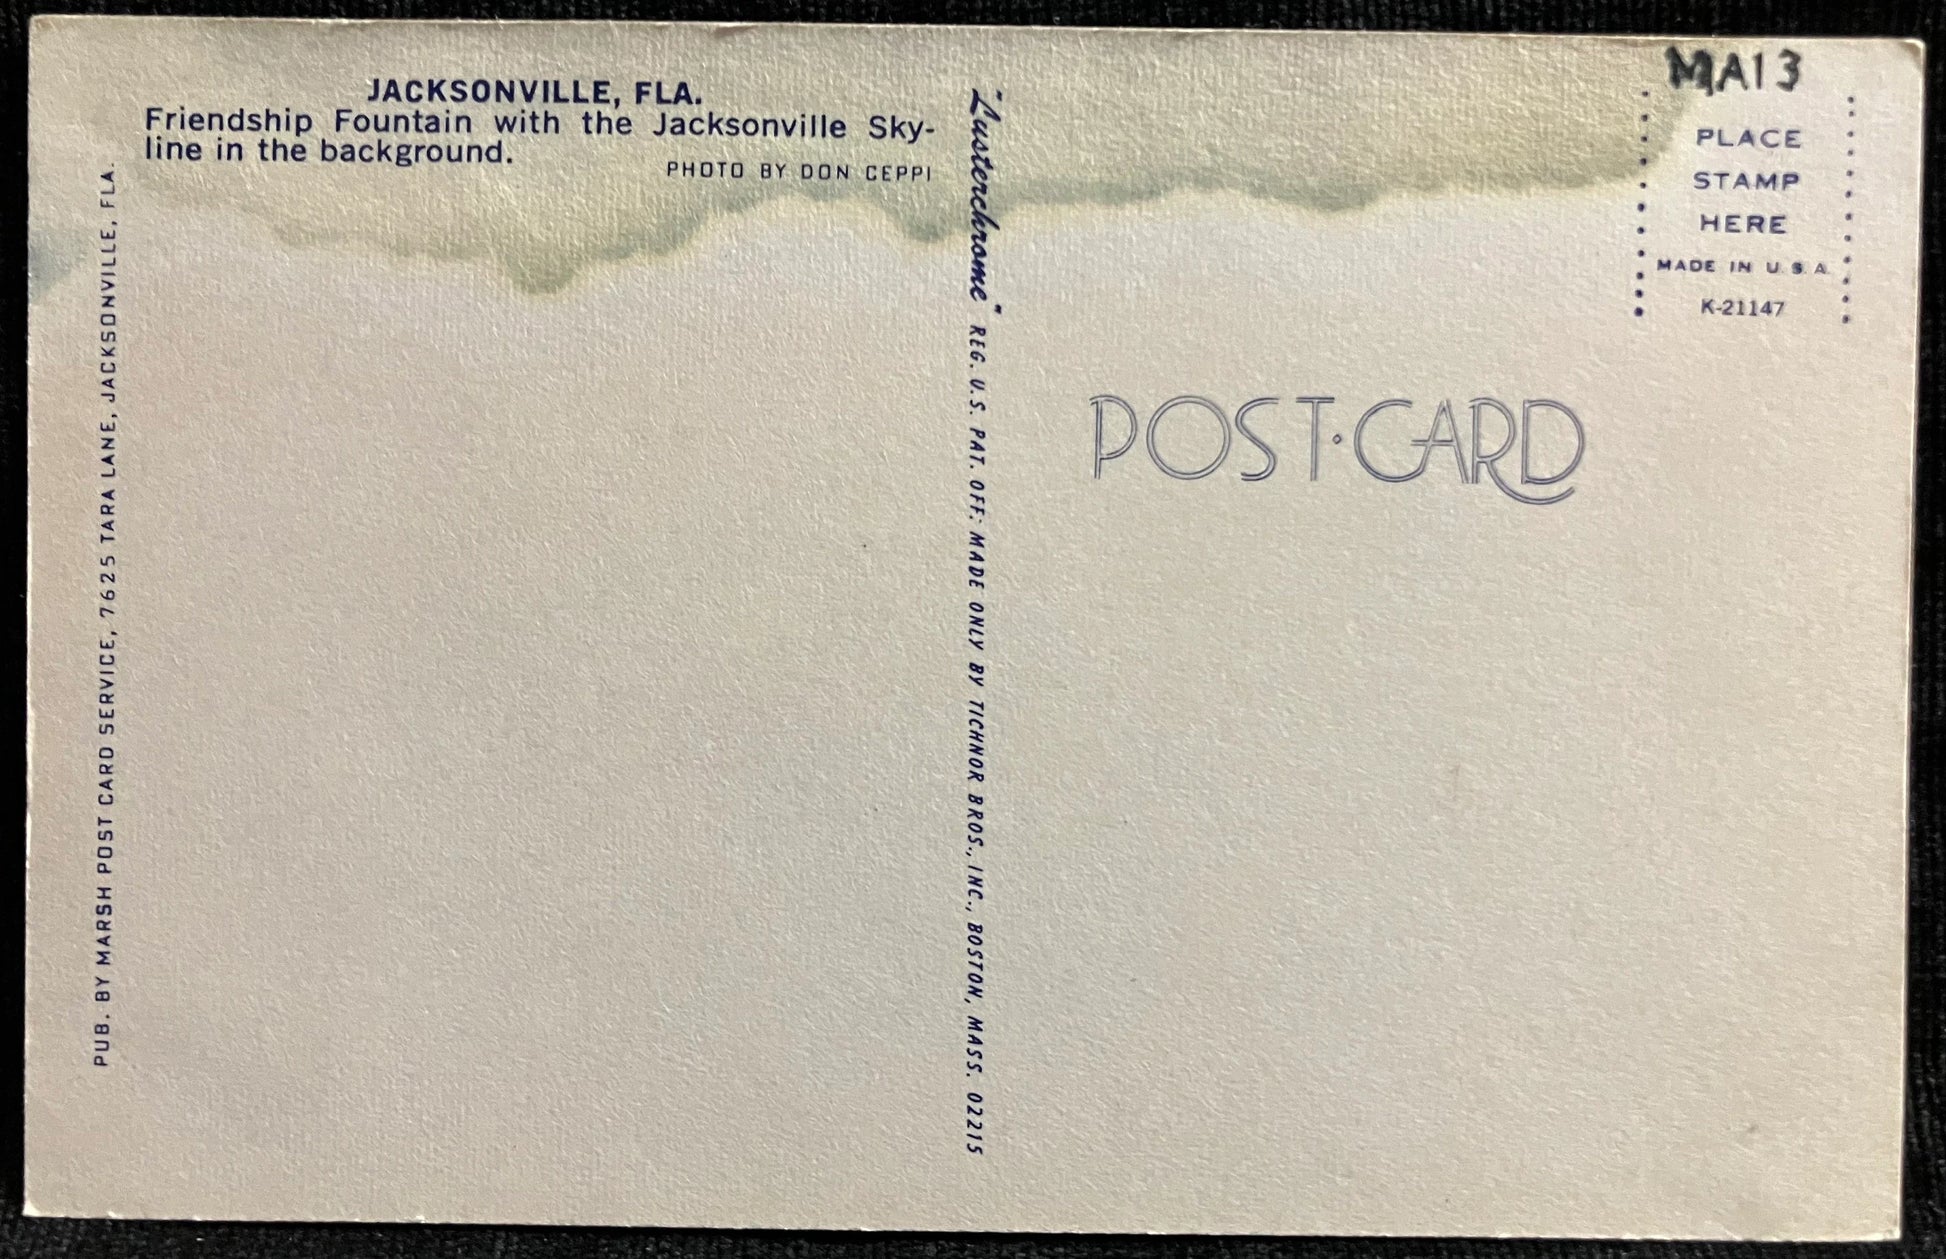 JACKSONVILLE, FLA.
Friendship Fountain with the Jacksonville Sky-
line in the background.
PHOTO BY DON CEPPI
PUB. BY MARSH POST CARD SERVICE, 7625 TARA LANE, JACKSONVILLE, FLA.
"Lusterchrome" REG. U.S. PAT. OFF. MADE ONLY BY TICHNOR BROS., INC., BOSTON, MASS. 02215
MA13
PLACE
STAMP
HERE
MADE IN U.S.A.
K-21147
POST·CARD